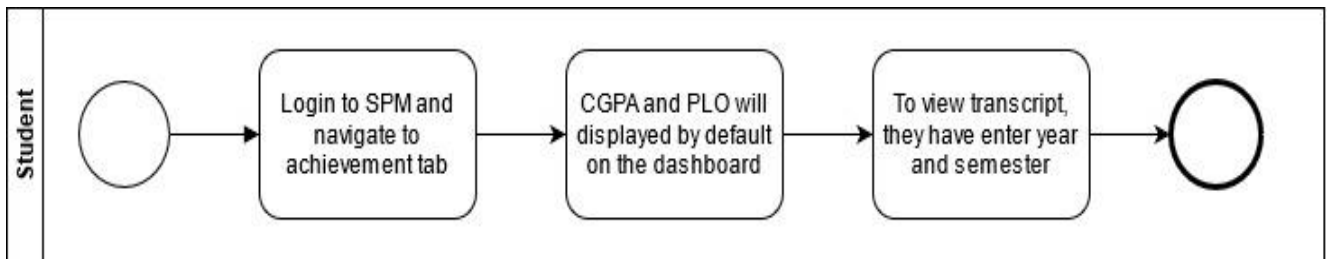 Student
Login to SPM and
navigate to
achievement tab
CGPA and PLO will
displayed by default
on the dashboard
To view transcript,
they have enter year
and semester